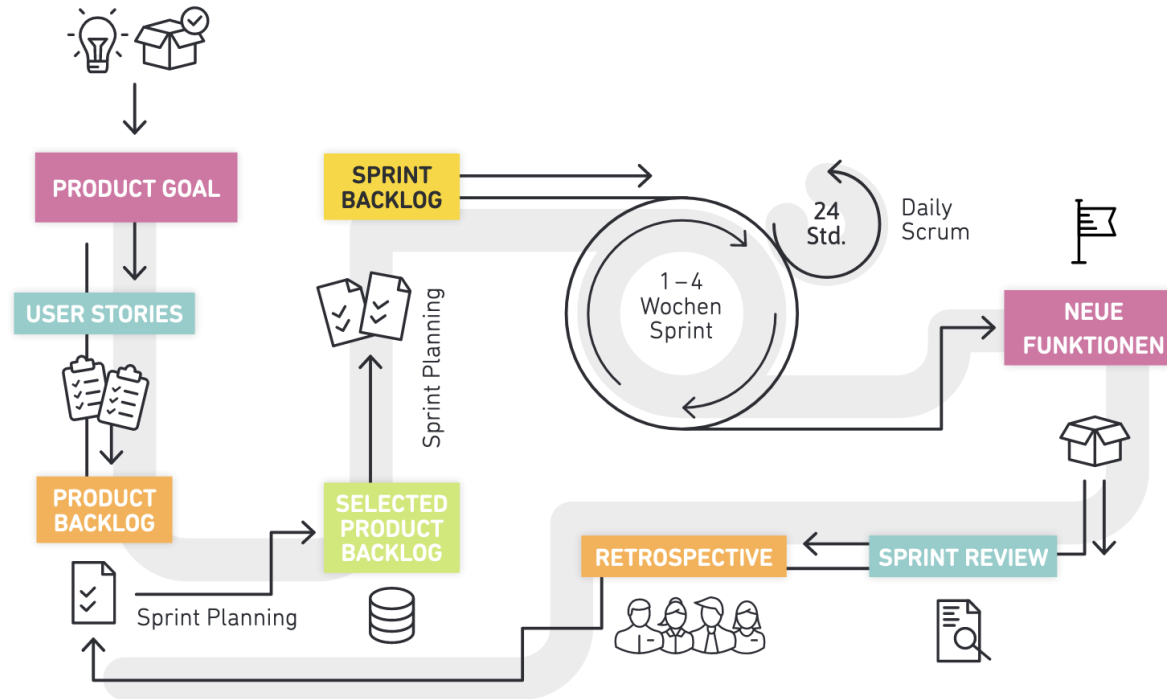 PRODUCT GOAL
USER STORIES
PRODUCT
BACKLOG
Sprint Planning
SELECTED
PRODUCT
BACKLOG
Sprint Planning
SPRINT
BACKLOG
1–4
Wochen
Sprint
24
Std.
Daily
Scrum
NEUE
FUNKTIONEN
SPRINT REVIEW
RETROSPECTIVE